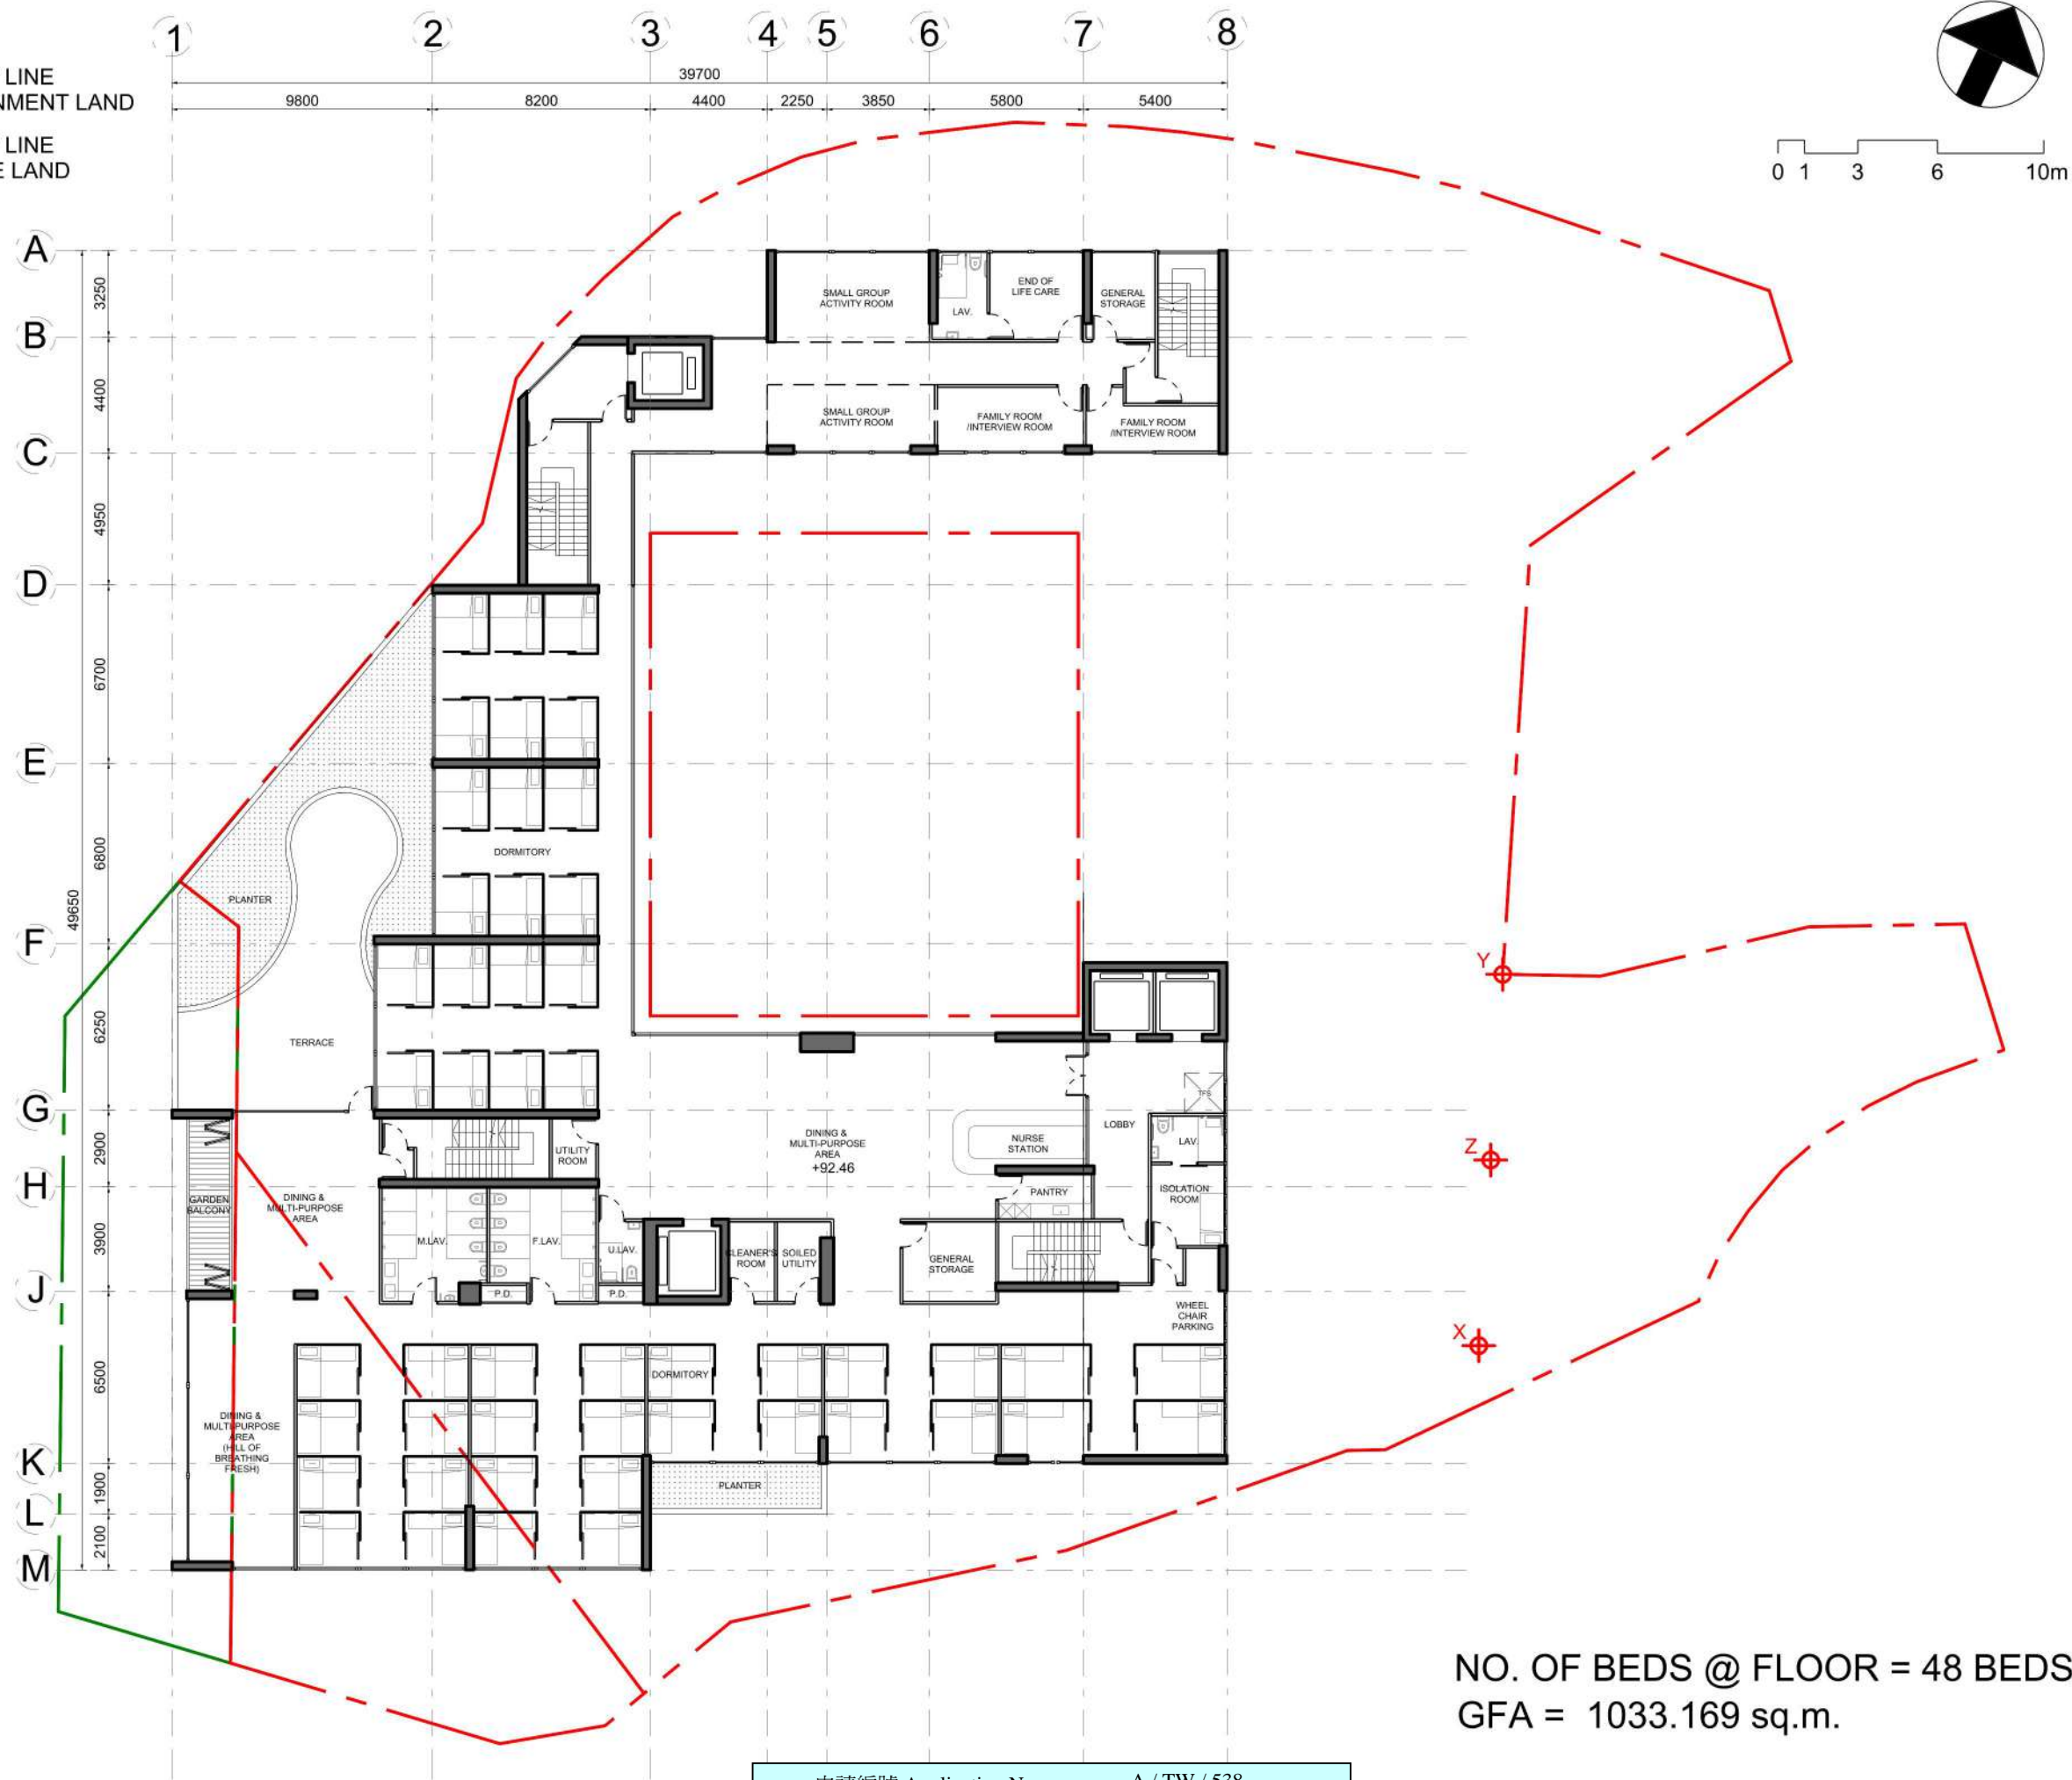 1
2
3
4
5
6
7
8
LINE
NMENT LAND
LINE
E LAND
39700
9800
8200
4400
2250
3850
5800
5400
0 1 3 6 10m
A
B
C
D
E
F
G
H
J
K
L
M
3250
4400
4950
6700
6800
49650
6250
2900
3900
6500
1900
2100
SMALL GROUP
ACTIVITY ROOM
LAV.
END OF
LIFE CARE
GENERAL
STORAGE
SMALL GROUP
ACTIVITY ROOM
FAMILY ROOM
/INTERVIEW ROOM
FAMILY ROOM
/INTERVIEW ROOM
DORMITORY
PLANTER
TERRACE
Y
TFS
LOBBY
LAV.
NURSE
STATION
DINING &
MULTI-PURPOSE
AREA
+92.46
UTILITY
ROOM
Z
GARDEN
BALCONY
DINING &
MULTI-PURPOSE
AREA
PANTRY
ISOLATION
ROOM
M.LAV.
F.LAV.
U.LAV.
CLEANER'S
ROOM
SOILED
UTILITY
GENERAL
STORAGE
P.D.
P.D.
WHEEL
CHAIR
PARKING
X
DORMITORY
DINING &
MULTI-PURPOSE
AREA
(HILL OF
BREATHING
FRESH)
PLANTER
NO. OF BEDS @ FLOOR = 48 BEDS
GFA = 1033.169 sq.m.
A / TW / 538